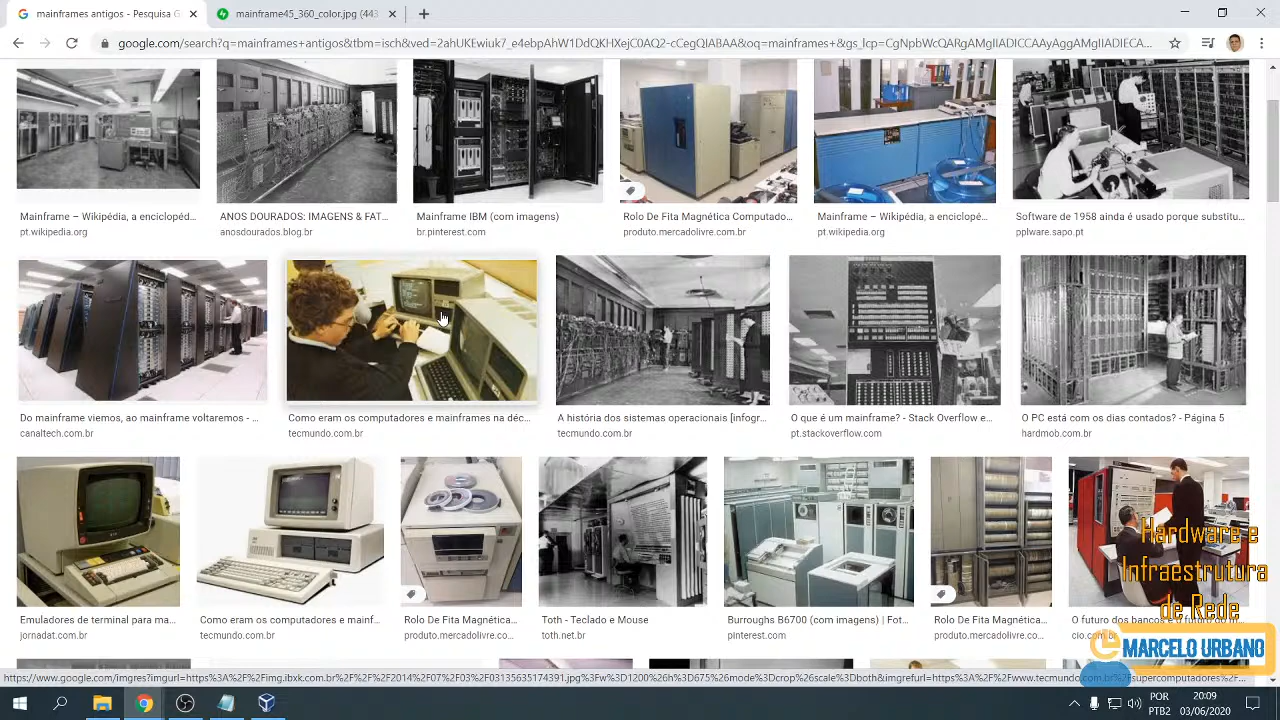 mainframes antigos - Pesquisa G
mainframe45_360_color.jpg (443
google.com/search?q=mainframes+antigos&tbm=isch&ved=2ahUKEwiuk7_e4ebpAhW1DdQKHXejC0AQ2-cCegQIABAA&oq=mainframes+&gs_lcp=CgNpbWcQARgAMgIIADICCAAyAggAMgIIADIECA...
Mainframe – Wikipédia, a enciclopéd...
pt.wikipedia.org
ANOS DOURADOS: IMAGENS & FAT...
anosdourados.blog.br
Mainframe IBM (com imagens)
br.pinterest.com
Rolo De Fita Magnética Computado...
produto.mercadolivre.com.br
Mainframe – Wikipédia, a enciclopé...
pt.wikipedia.org
Software de 1958 ainda é usado porque substitu...
pplware.sapo.pt
Do mainframe viemos, ao mainframe voltaremos - ...
canaltech.com.br
Como eram os computadores e mainframes na déc...
tecmundo.com.br
A história dos sistemas operacionais [infogr...
tecmundo.com.br
O que é um mainframe? - Stack Overflow e...
pt.stackoverflow.com
O PC está com os dias contados? - Página 5
hardmob.com.br
Emuladores de terminal para ma...
jornadat.com.br
Como eram os computadores e mainf...
tecmundo.com.br
Rolo De Fita Magnética...
produto.mercadolivre.co...
Toth - Teclado e Mouse
toth.net.br
Burroughs B6700 (com imagens) | Fot...
pinterest.com
Rolo De Fita Magnética...
produto.mercadolivre.co...
O futuro dos bancos
cio.com.br
Hardware e
Infraestrutura
de Rede
MARCELO URBANO
POR
PTB2
20:09
03/06/2020